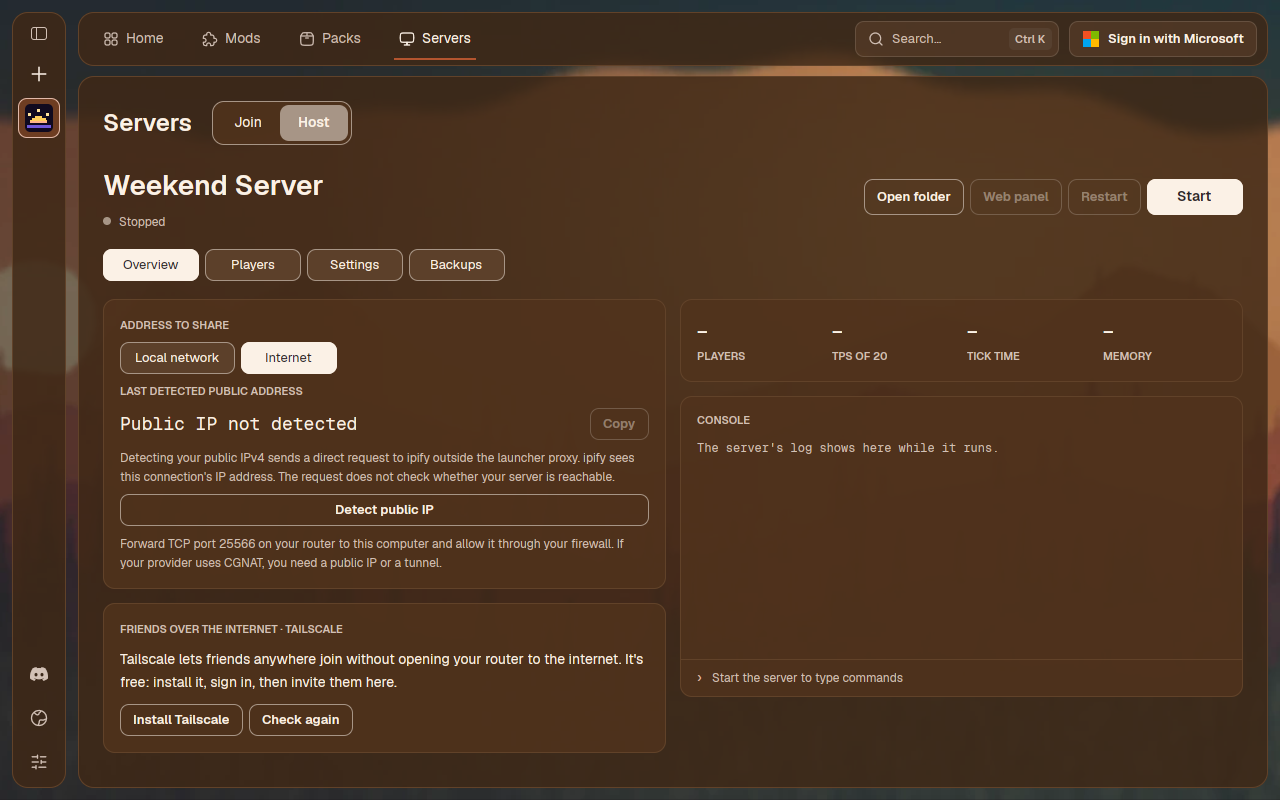 Home
Mods
Packs
Servers
Search...
Ctrl K
Sign in with Microsoft
Servers
Join
Host
Weekend Server
Stopped
Open folder
Web panel
Restart
Start
Overview
Players
Settings
Backups
ADDRESS TO SHARE
Local network
Internet
LAST DETECTED PUBLIC ADDRESS
Public IP not detected
Copy
Detecting your public IPv4 sends a direct request to ipify outside the launcher proxy. ipify sees
this connection's IP address. The request does not check whether your server is reachable.
Detect public IP
Forward TCP port 25566 on your router to this computer and allow it through your firewall. If
your provider uses CGNAT, you need a public IP or a tunnel.
FRIENDS OVER THE INTERNET · TAILSCALE
Tailscale lets friends anywhere join without opening your router to the internet. It's
free: install it, sign in, then invite them here.
Install Tailscale
Check again
– – – –
PLAYERS
TPS OF 20
TICK TIME
MEMORY
CONSOLE
The server's log shows here while it runs.
› Start the server to type commands